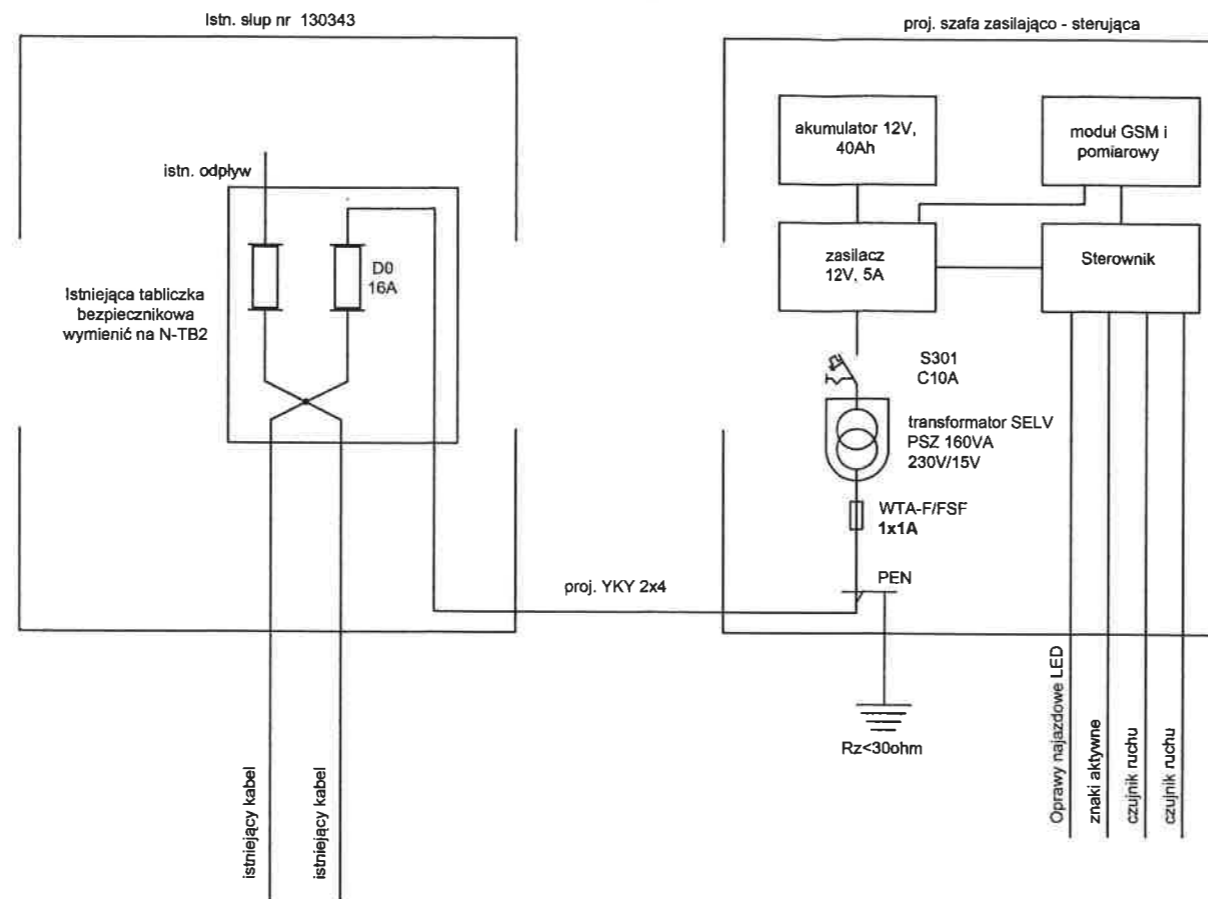 Istn. słup nr 130343
istn. odpływ
D0
16A
Istniejąca tabliczka
bezpiecznikowa
wymienić na N-TB2
istniejący kabel
istniejący kabel
proj. YKY 2x4
proj. szafa zasilająco - sterująca
akumulator 12V,
40Ah
moduł GSM i
pomiarowy
zasilacz
12V, 5A
Sterownik
S301
C10A
transformator SELV
PSZ 160VA
230V/15V
WTA-F/FSF
1x1A
PEN
Rz<30ohm
Oprawy najazdowe LED
znaki aktywne
czujnik ruchu
czujnik ruchu